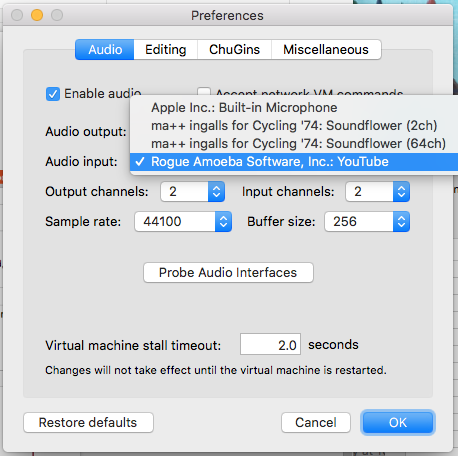 Preferences
Audio Editing ChuGins Miscellaneous
Enable audio Accept network VM commands
Apple Inc.: Built-in Microphone
Audio output: ma++ ingalls for Cycling '74: Soundflower (2ch)
ma++ ingalls for Cycling '74: Soundflower (64ch)
Audio input: ✓ Rogue Amoeba Software, Inc.: YouTube
Output channels: 2 Input channels: 2
Sample rate: 44100 Buffer size: 256
Probe Audio Interfaces
Virtual machine stall timeout: 2.0 seconds
Changes will not take effect until the virtual machine is restarted.
Restore defaults Cancel OK